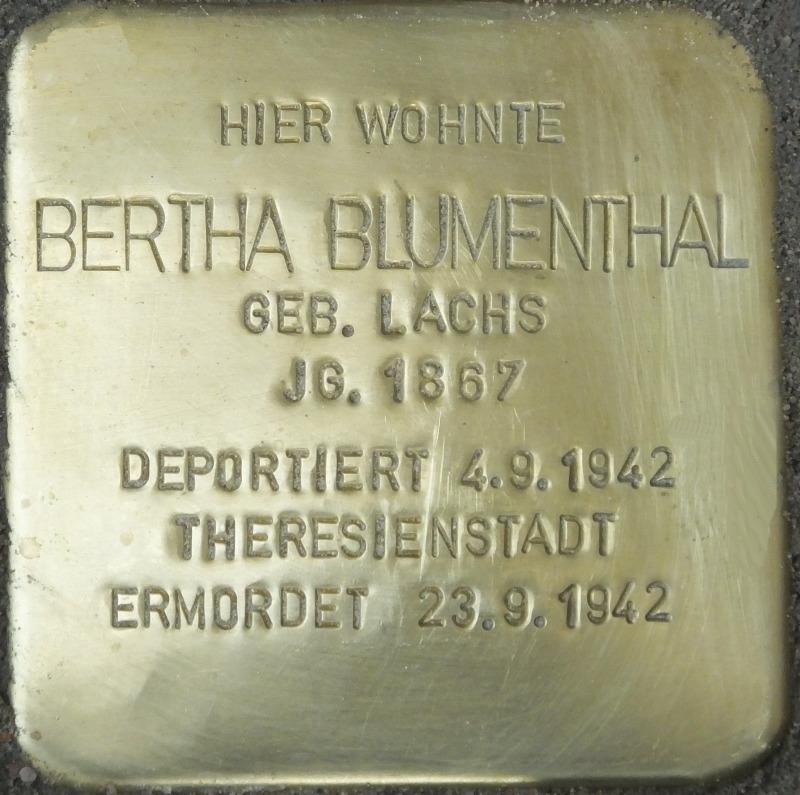 HIER WOHNTE
BERTHA BLUMENTHAL
GEB. LACHS
JG. 1867
DEPORTIERT 4.9.1942
THERESIENSTADT
ERMORDET 23.9.1942